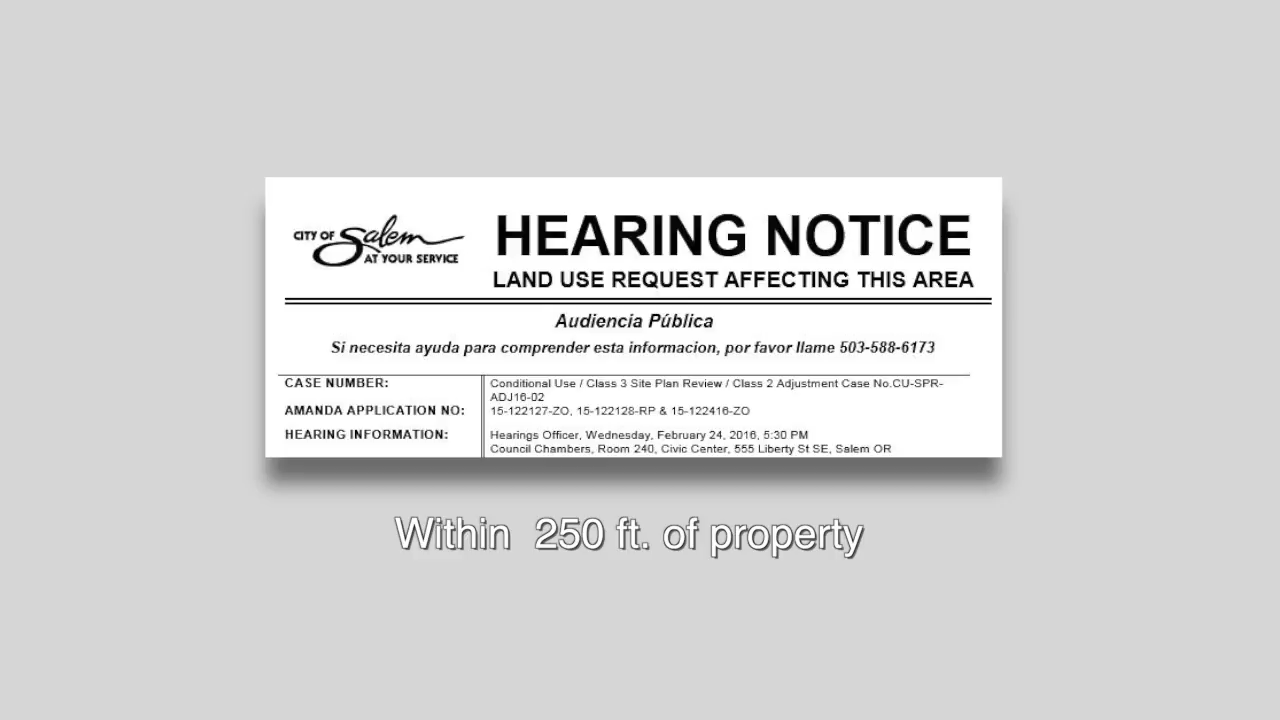 CITY OF Salem
AT YOUR SERVICE
HEARING NOTICE
LAND USE REQUEST AFFECTING THIS AREA
Audiencia Pública
Si necesita ayuda para comprender esta informacion, por favor llame 503-588-6173
CASE NUMBER: Conditional Use / Class 3 Site Plan Review / Class 2 Adjustment Case No.CU-SPR-
ADJ16-02
AMANDA APPLICATION NO: 15-122127-ZO, 15-122128-RP & 15-122416-ZO
HEARING INFORMATION: Hearings Officer, Wednesday, February 24, 2016, 5:30 PM
Council Chambers, Room 240, Civic Center, 555 Liberty St SE, Salem OR
Within 250 ft. of property